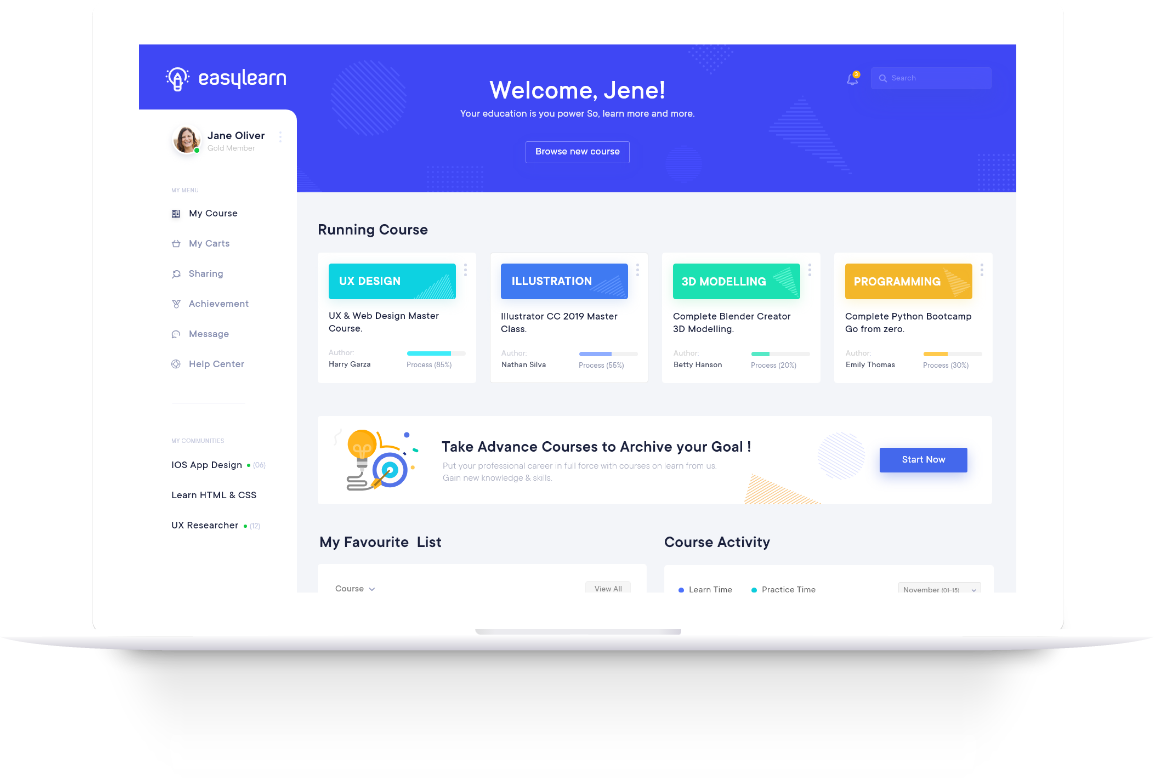 easylearn
Welcome, Jene!
Your education is you power So, learn more and more.
Browse new course
Search
Jane Oliver
Gold Member
MY MENU
My Course
My Carts
Sharing
Achievement
Message
Help Center
MY COMMUNITIES
IOS App Design (06)
Learn HTML & CSS
UX Researcher (12)
Running Course
UX DESIGN
UX & Web Design Master
Course.
Author:
Harry Garza
Process (85%)
ILLUSTRATION
Illustrator CC 2019 Master
Class.
Author:
Nathan Silva
Process (55%)
3D MODELLING
Complete Blender Creator
3D Modelling.
Author:
Betty Hanson
Process (20%)
PROGRAMMING
Complete Python Bootcamp
Go from zero.
Author:
Emily Thomas
Process (30%)
Take Advance Courses to Archive your Goal !
Put your professional career in full force with courses on learn from us.
Gain new knowledge & skills.
Start Now
My Favourite List
Course
View All
Course Activity
Learn Time
Practice Time
November (01-15)